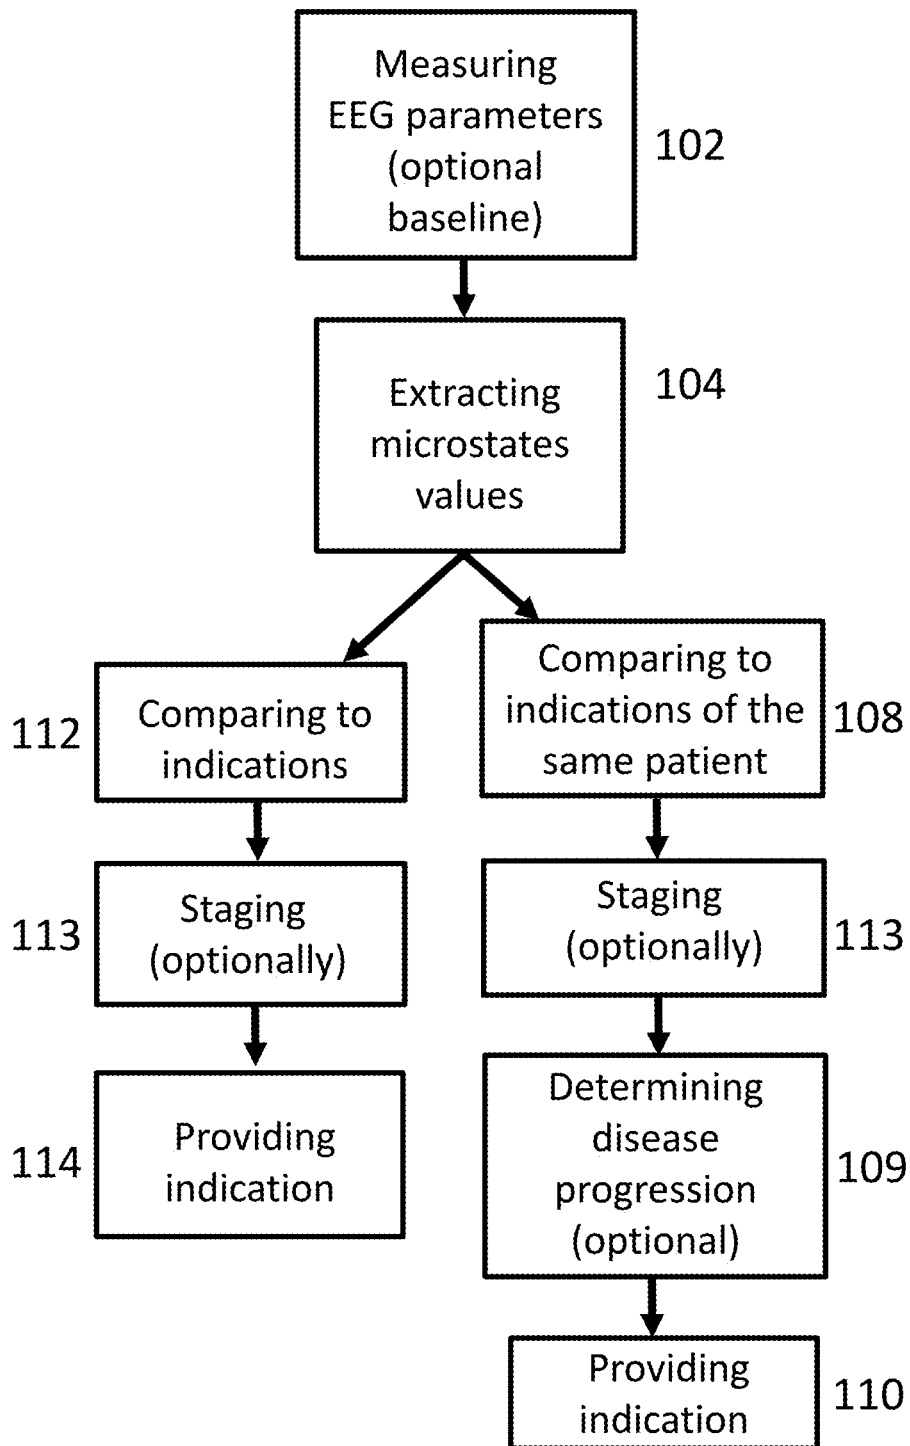 Measuring
EEG parameters
(optional
baseline)
102
Extracting
microstates
values
104
Comparing to
indications
112
Comparing to
indications of the
same patient
108
Staging
(optionally)
113
Staging
(optionally)
113
Providing
indication
114
Determining
disease
progression
(optional)
109
Providing
indication
110